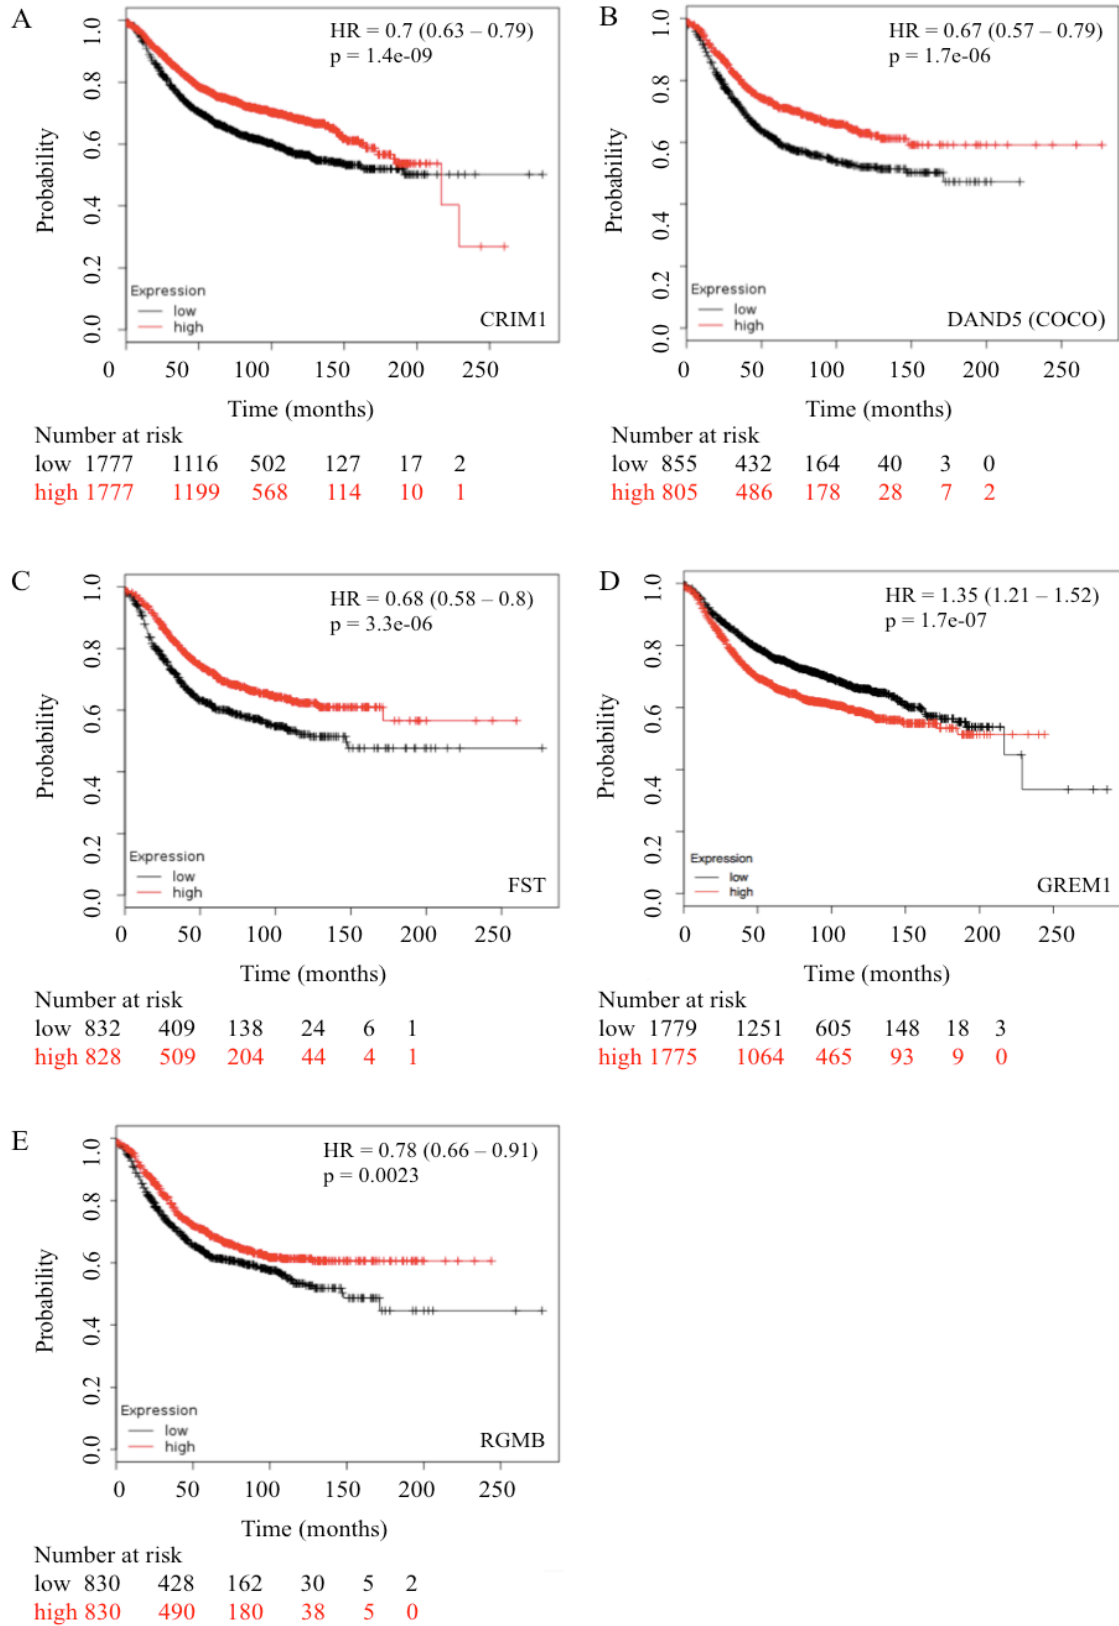 A
HR = 0.7 (0.63 – 0.79)
p = 1.4e-09
Probability
1.0
0.8
0.6
0.4
0.2
0.0
Expression
low
high
CRIM1
0 50 100 150 200 250
Time (months)
Number at risk
low 1777 1116 502 127 17 2
high 1777 1199 568 114 10 1
B
HR = 0.67 (0.57 – 0.79)
p = 1.7e-06
Probability
1.0
0.8
0.6
0.4
0.2
0.0
Expression
low
high
DAND5 (COCO)
0 50 100 150 200 250
Time (months)
Number at risk
low 855 432 164 40 3 0
high 805 486 178 28 7 2
C
HR = 0.68 (0.58 – 0.8)
p = 3.3e-06
Probability
1.0
0.8
0.6
0.4
0.2
0.0
Expression
low
high
FST
0 50 100 150 200 250
Time (months)
Number at risk
low 832 409 138 24 6 1
high 828 509 204 44 4 1
D
HR = 1.35 (1.21 – 1.52)
p = 1.7e-07
Probability
1.0
0.8
0.6
0.4
0.2
0.0
Expression
low
high
GREM1
0 50 100 150 200 250
Time (months)
Number at risk
low 1779 1251 605 148 18 3
high 1775 1064 465 93 9 0
E
HR = 0.78 (0.66 – 0.91)
p = 0.0023
Probability
1.0
0.8
0.6
0.4
0.2
0.0
Expression
low
high
RGMB
0 50 100 150 200 250
Time (months)
Number at risk
low 830 428 162 30 5 2
high 830 490 180 38 5 0